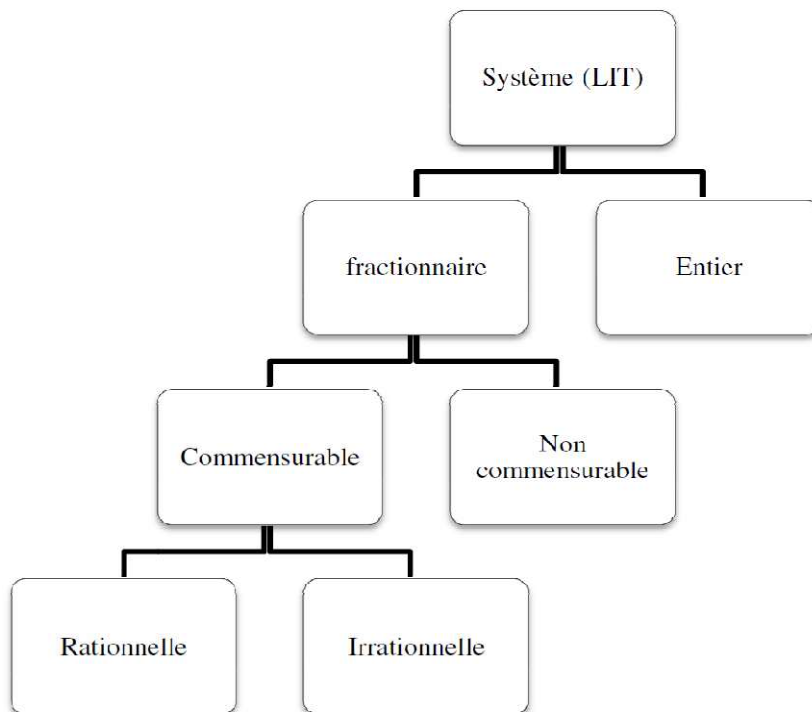 Système (LIT)
fractionnaire
Entier
Commensurable
Non
commensurable
Rationnelle
Irrationnelle